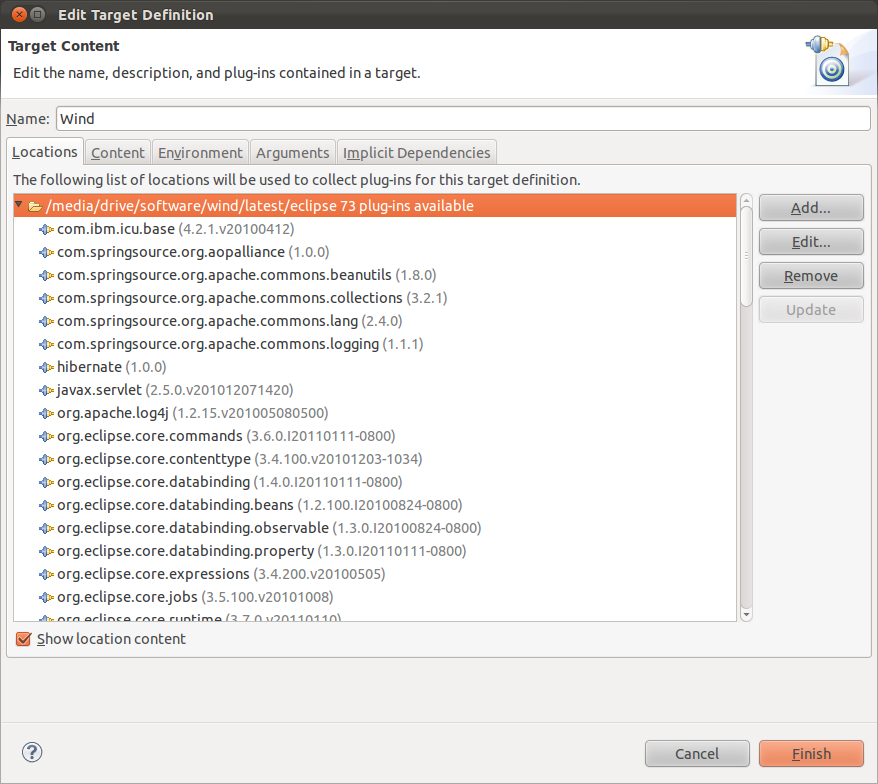 Edit Target Definition
Target Content
Edit the name, description, and plug-ins contained in a target.
Name: Wind
Locations Content Environment Arguments Implicit Dependencies
The following list of locations will be used to collect plug-ins for this target definition.
/media/drive/software/wind/latest/eclipse 73 plug-ins available
com.ibm.icu.base (4.2.1.v20100412)
com.springsource.org.aopalliance (1.0.0)
com.springsource.org.apache.commons.beanutils (1.8.0)
com.springsource.org.apache.commons.collections (3.2.1)
com.springsource.org.apache.commons.lang (2.4.0)
com.springsource.org.apache.commons.logging (1.1.1)
hibernate (1.0.0)
javax.servlet (2.5.0.v201012071420)
org.apache.log4j (1.2.15.v201005080500)
org.eclipse.core.commands (3.6.0.I20110111-0800)
org.eclipse.core.contenttype (3.4.100.v20101203-1034)
org.eclipse.core.databinding (1.4.0.I20110111-0800)
org.eclipse.core.databinding.beans (1.2.100.I20100824-0800)
org.eclipse.core.databinding.observable (1.3.0.I20100824-0800)
org.eclipse.core.databinding.property (1.3.0.I20110111-0800)
org.eclipse.core.expressions (3.4.200.v20100505)
org.eclipse.core.jobs (3.5.100.v20101008)
org.eclipse.core.runtime (3.7.0.v20110110)
Add...
Edit...
Remove
Update
Show location content
?
Cancel
Finish